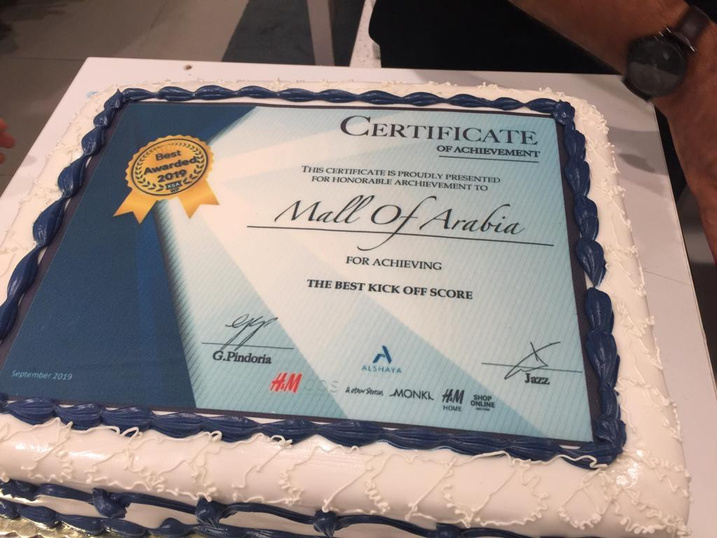 CERTIFICATE
OF ACHIEVEMENT
Best
Awarded
2019
THIS CERTIFICATE IS PROUDLY PRESENTED
FOR HONORABLE ARCHIEVEMENT TO
Mall Of Arabia
FOR ACHIEVING
THE BEST KICK OFF SCORE
G.Pindoria
ALSHAYA
Jazz
September 2019
H&M COS & Other Stories MONKI H&M HOME SHOP ONLINE